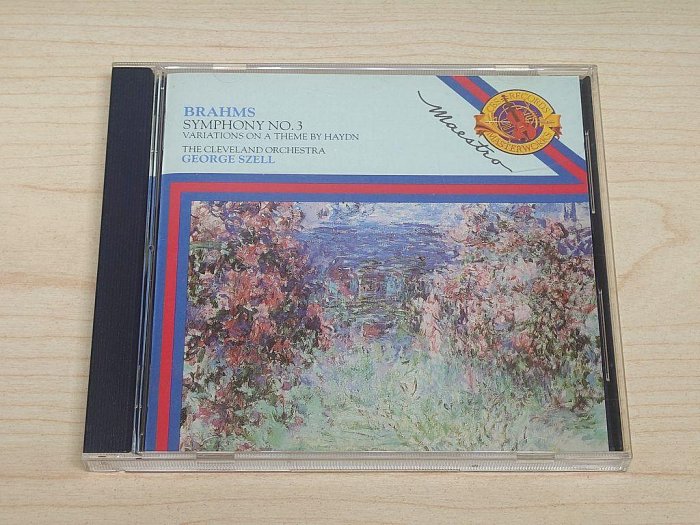 BRAHMS
SYMPHONY NO. 3
VARIATIONS ON A THEME BY HAYDN
THE CLEVELAND ORCHESTRA
GEORGE SZELL
Maestro
CBS RECORDS
MASTERWORKS